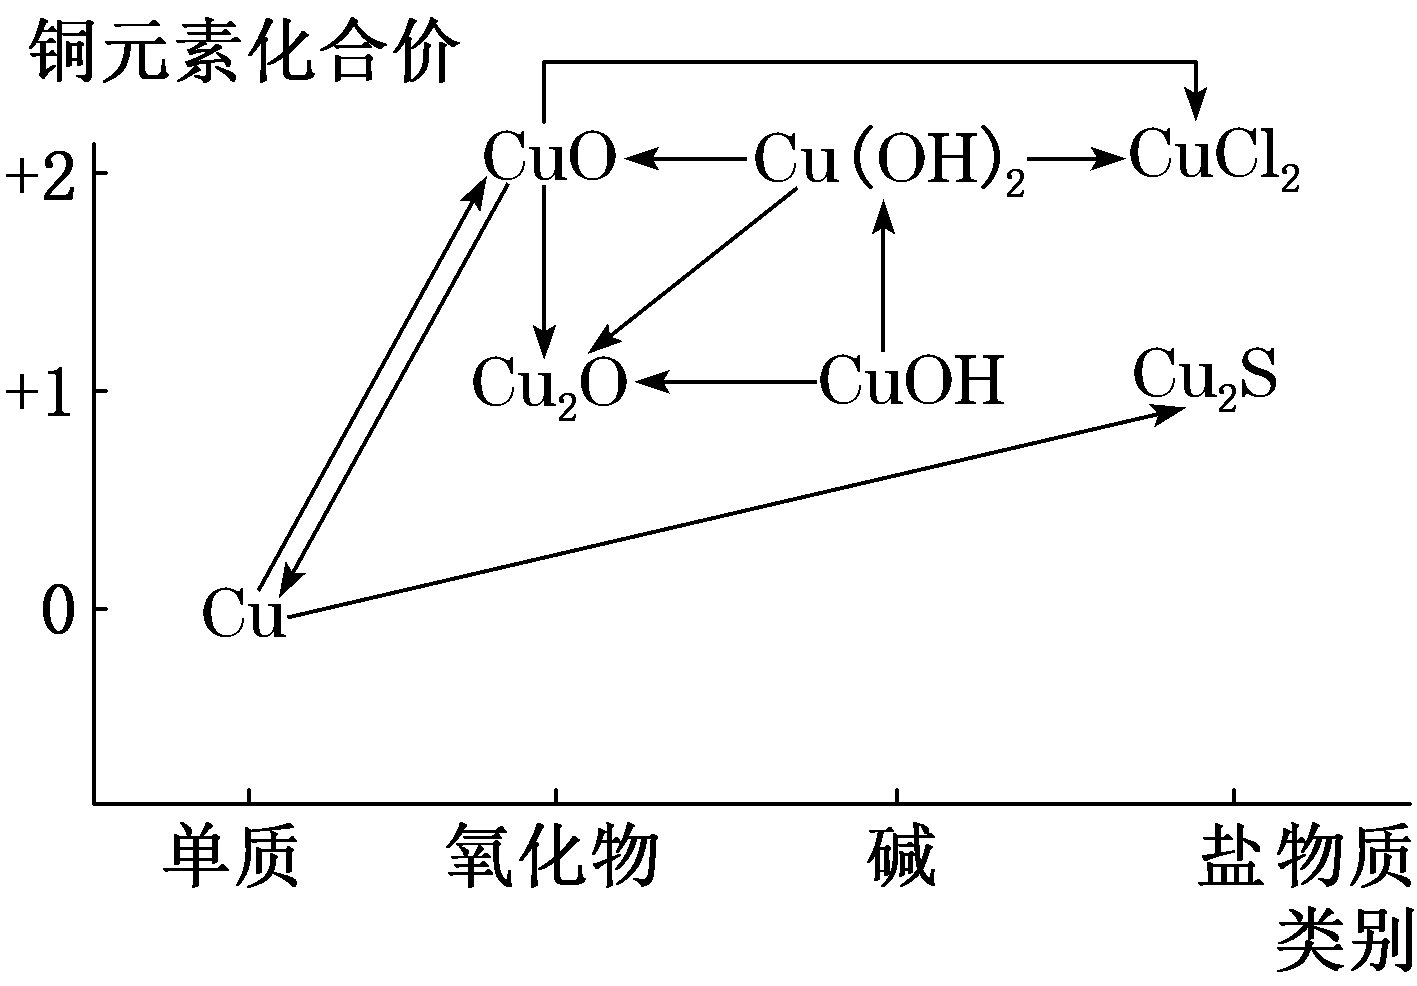 铜元素化合价
+2 CuO Cu(OH)₂ CuCl₂
+1 Cu₂O CuOH Cu₂S
0 Cu
单质 氧化物 碱 盐 物质
类别